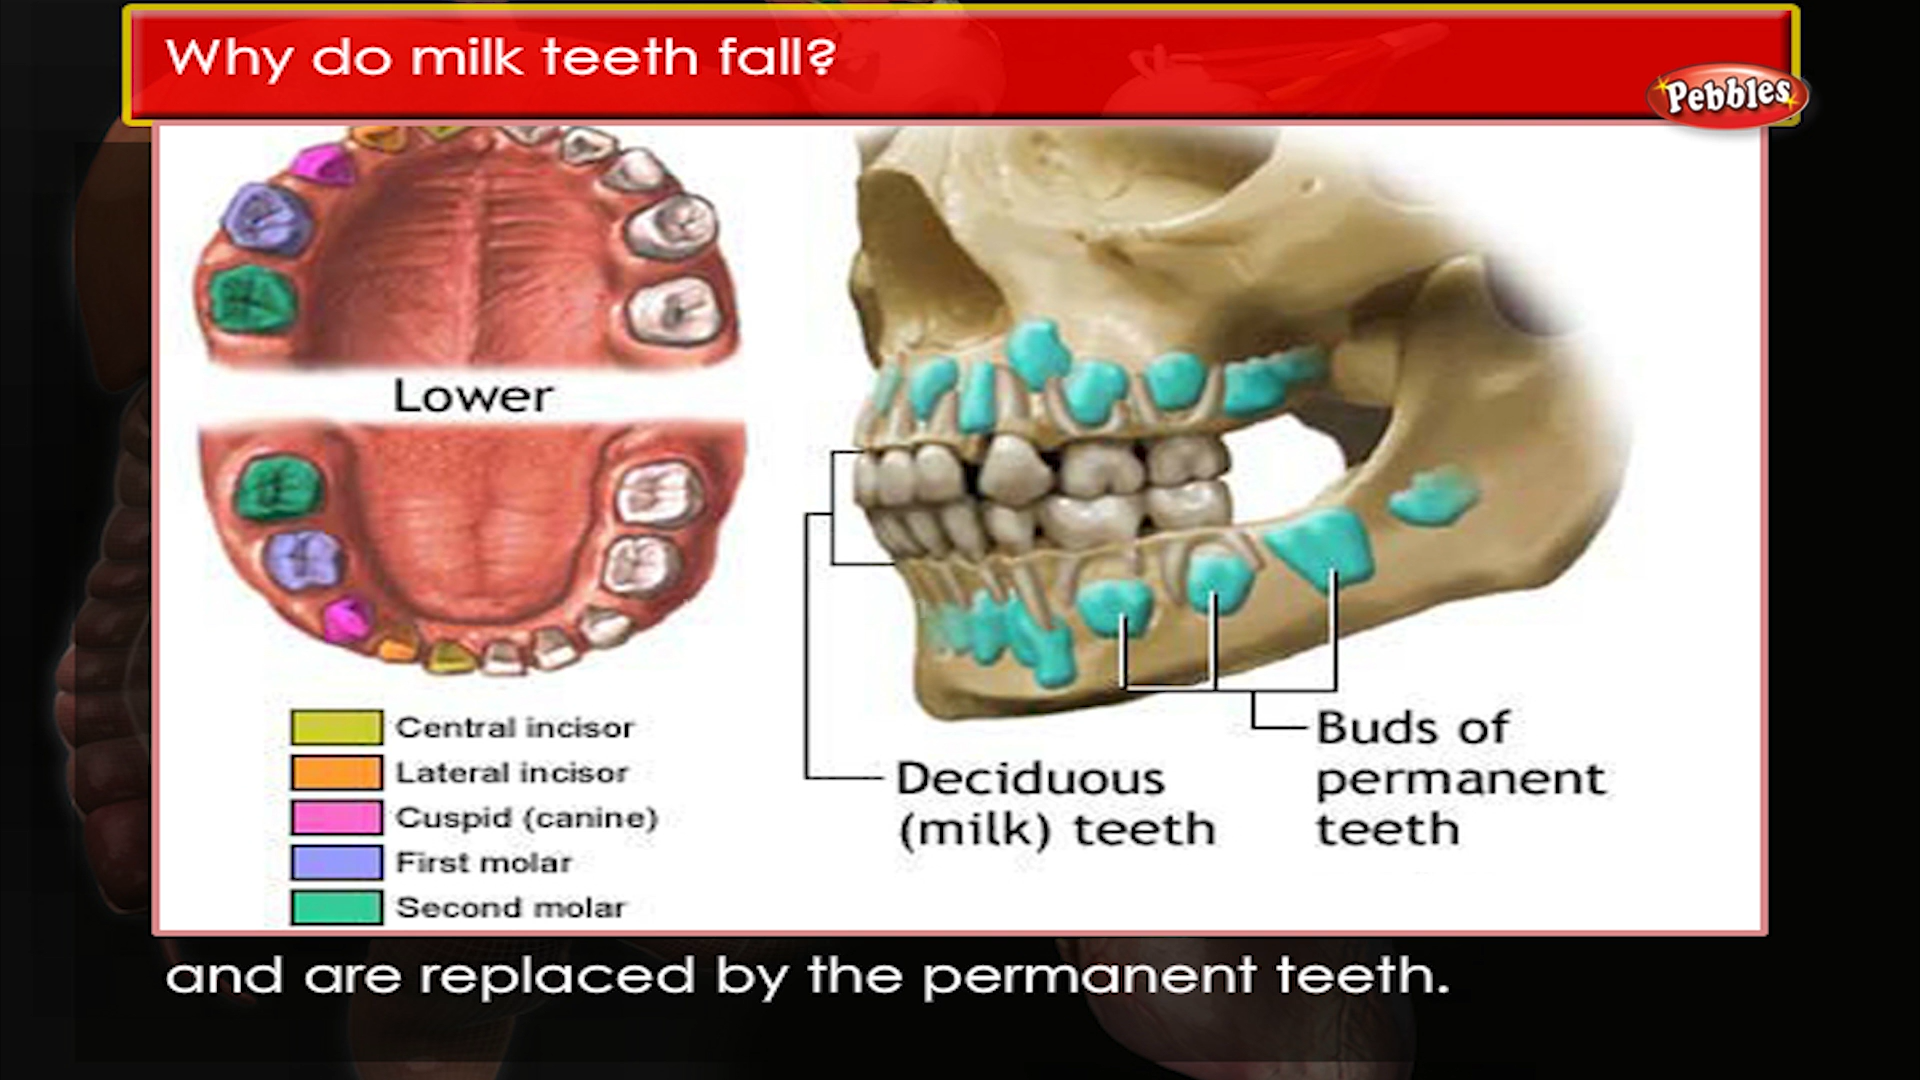 Why do milk teeth fall?
Pebbles
Lower
Central incisor
Lateral incisor
Cuspid (canine)
First molar
Second molar
Deciduous
(milk) teeth
Buds of
permanent
teeth
and are replaced by the permanent teeth.